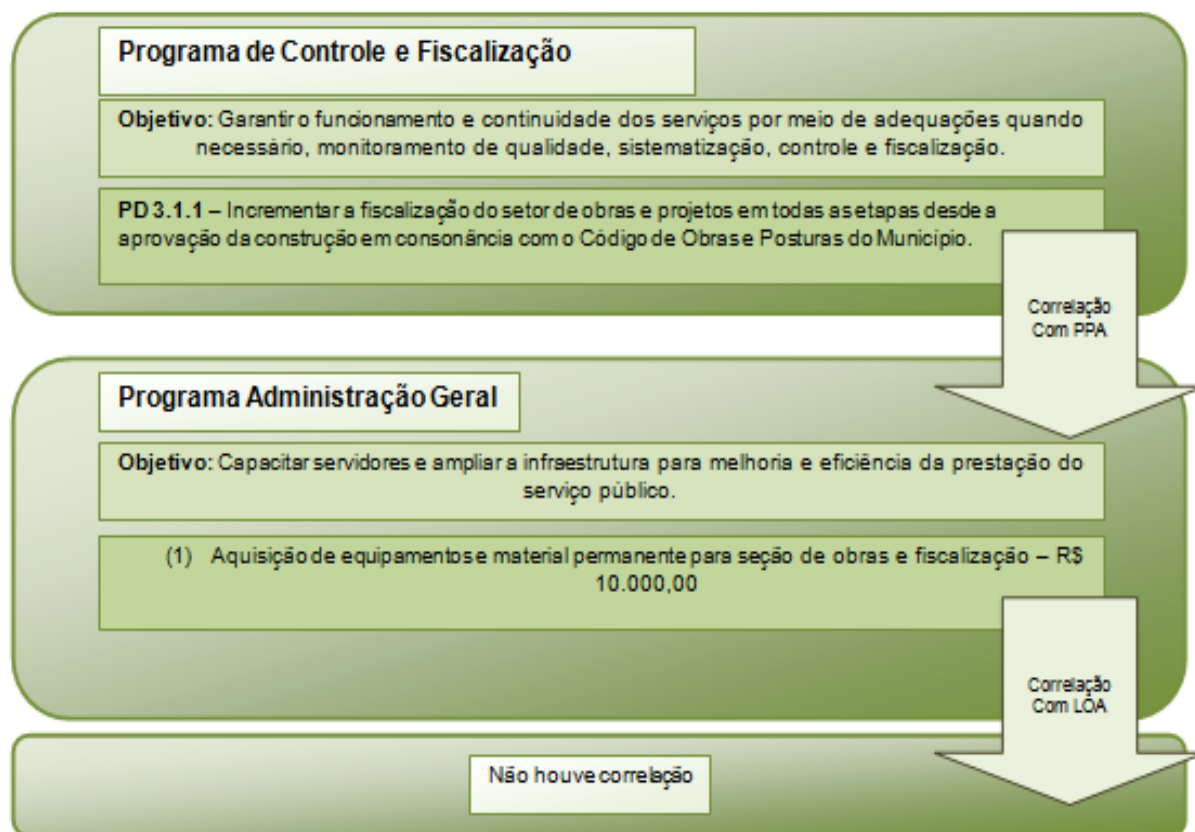 Programa de Controle e Fiscalização
Objetivo: Garantir o funcionamento e continuidade dos serviços por meio de adequações quando
necessário, monitoramento de qualidade, sistematização, controle e fiscalização.
PD 3.1.1 – Incrementar a fiscalização do setor de obras e projetos em todas as etapas desde a
aprovação da construção em consonância com o Código de Obras e Posturas do Município.
Correlação
Com PPA
Programa Administração Geral
Objetivo: Capacitar servidores e ampliar a infraestrutura para melhoria e eficiência da prestação do
serviço público.
(1) Aquisição de equipamentos e material permanente para seção de obras e fiscalização – R$
10.000,00
Correlação
Com LOA
Não houve correlação